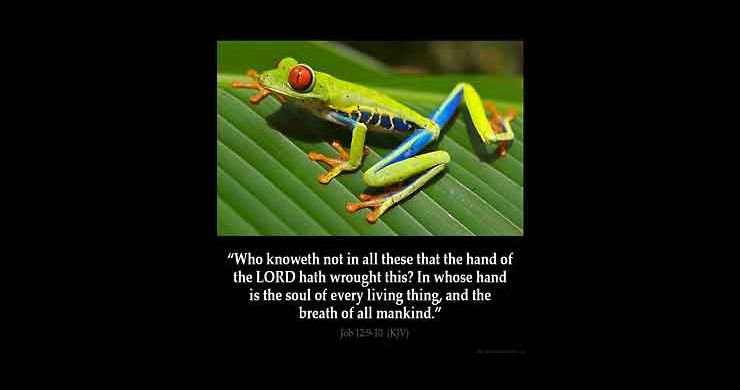 “Who knoweth not in all these that the hand of
the LORD hath wrought this? In whose hand
is the soul of every living thing, and the
breath of all mankind.”
Job 12:9-10 (KJV)